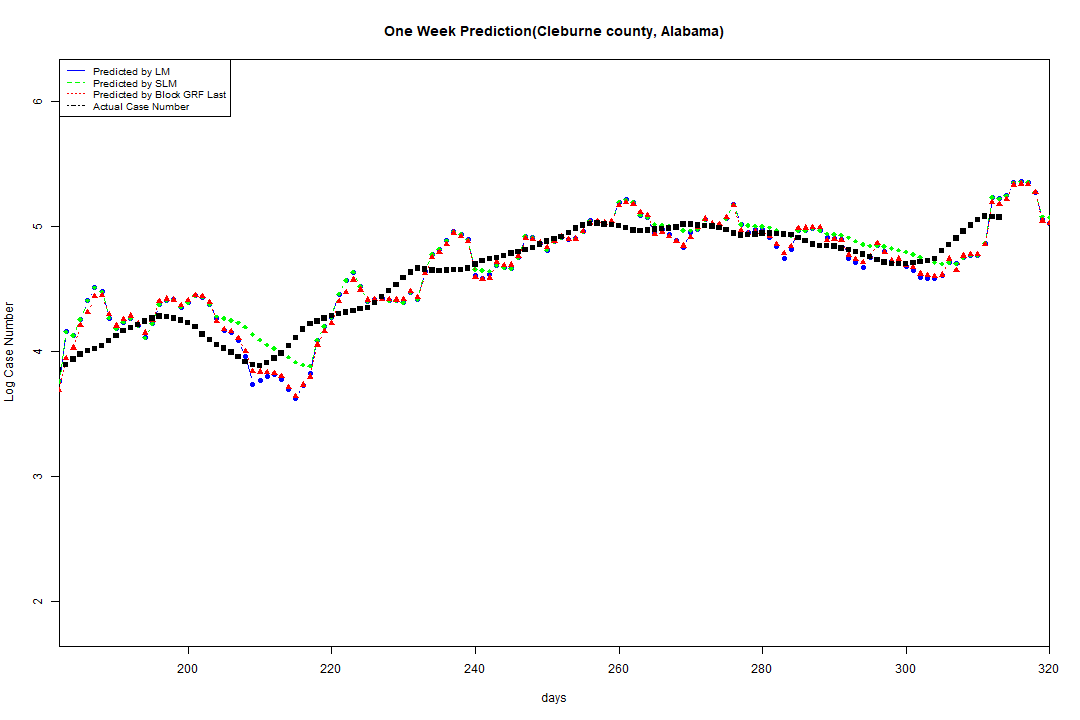 One Week Prediction(Cleburne county, Alabama)
Predicted by LM
Predicted by SLM
Predicted by Block GRF Last
Actual Case Number
6
5
4
3
2
Log Case Number
200 220 240 260 280 300 320
days